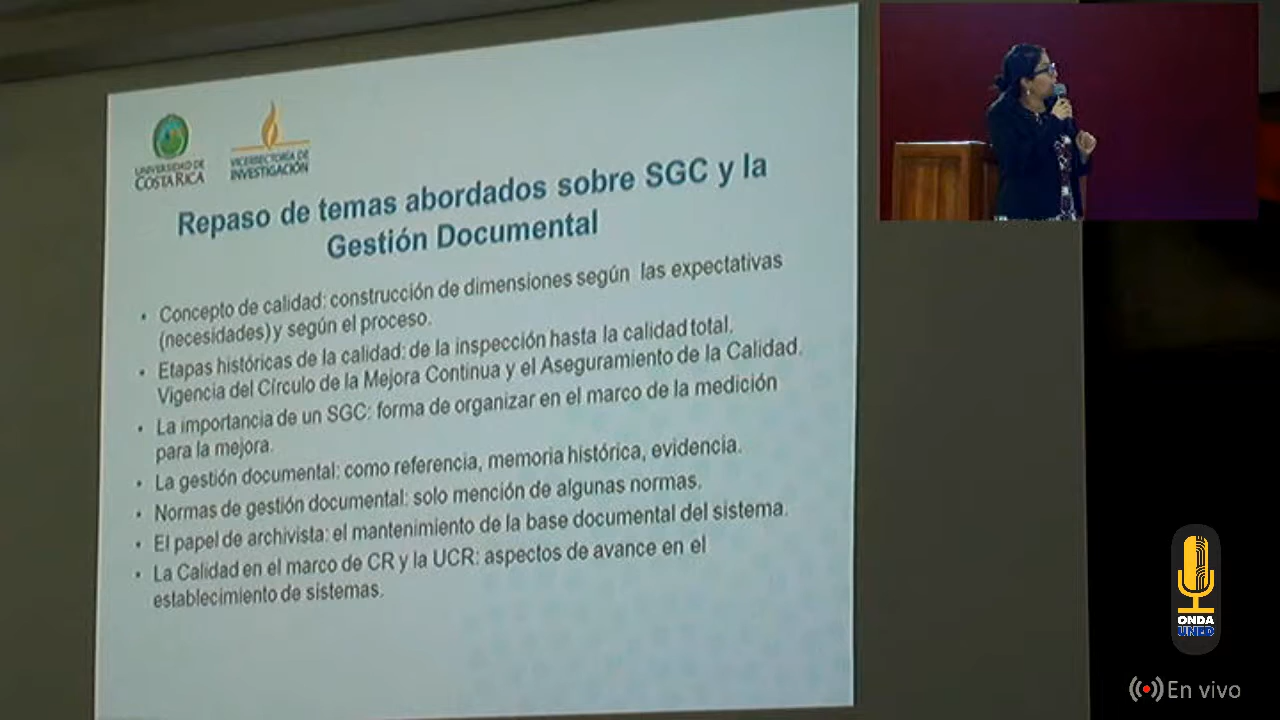 UNIVERSIDAD DE
COSTA RICA
VICERRECTORÍA DE
INVESTIGACIÓN
Repaso de temas abordados sobre SGC y la
Gestión Documental
• Concepto de calidad: construcción de dimensiones según las expectativas
(necesidades) y según el proceso.
• Etapas históricas de la calidad: de la inspección hasta la calidad total.
Vigencia del Círculo de la Mejora Continua y el Aseguramiento de la Calidad.
• La importancia de un SGC: forma de organizar en el marco de la medición
para la mejora.
• La gestión documental: como referencia, memoria histórica, evidencia.
• Normas de gestión documental: solo mención de algunas normas.
• El papel de archivista: el mantenimiento de la base documental del sistema.
• La Calidad en el marco de CR y la UCR: aspectos de avance en el
establecimiento de sistemas.
ONDA
UNED
En vivo